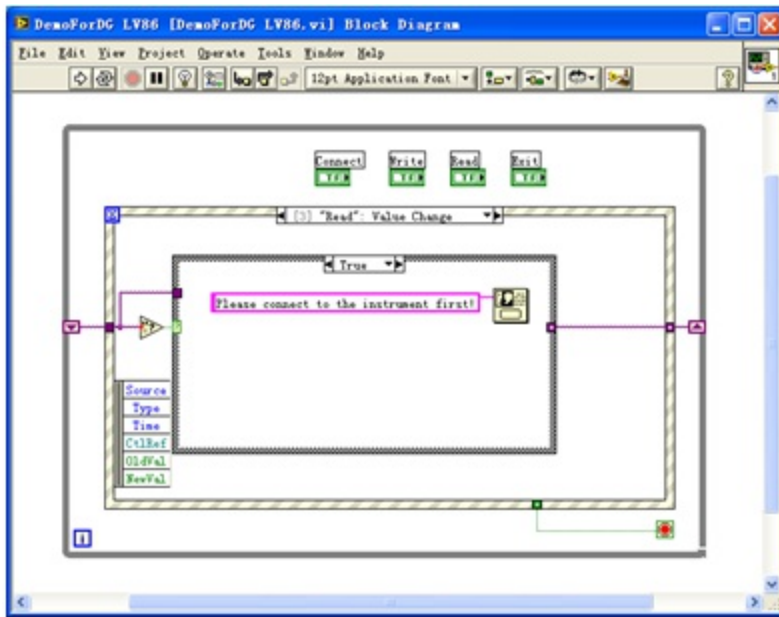 DemoForDG LV86 [DemoForDG LV86.vi] Block Diagram
File Edit View Project Operate Tools Window Help
12pt Application Font
Connect Write Read Exit
TF TF TF TF
[3] "Read": Value Change
True
Please connect to the instrument first!
?
Source
Type
Time
CtlRef
OldVal
NewVal
i